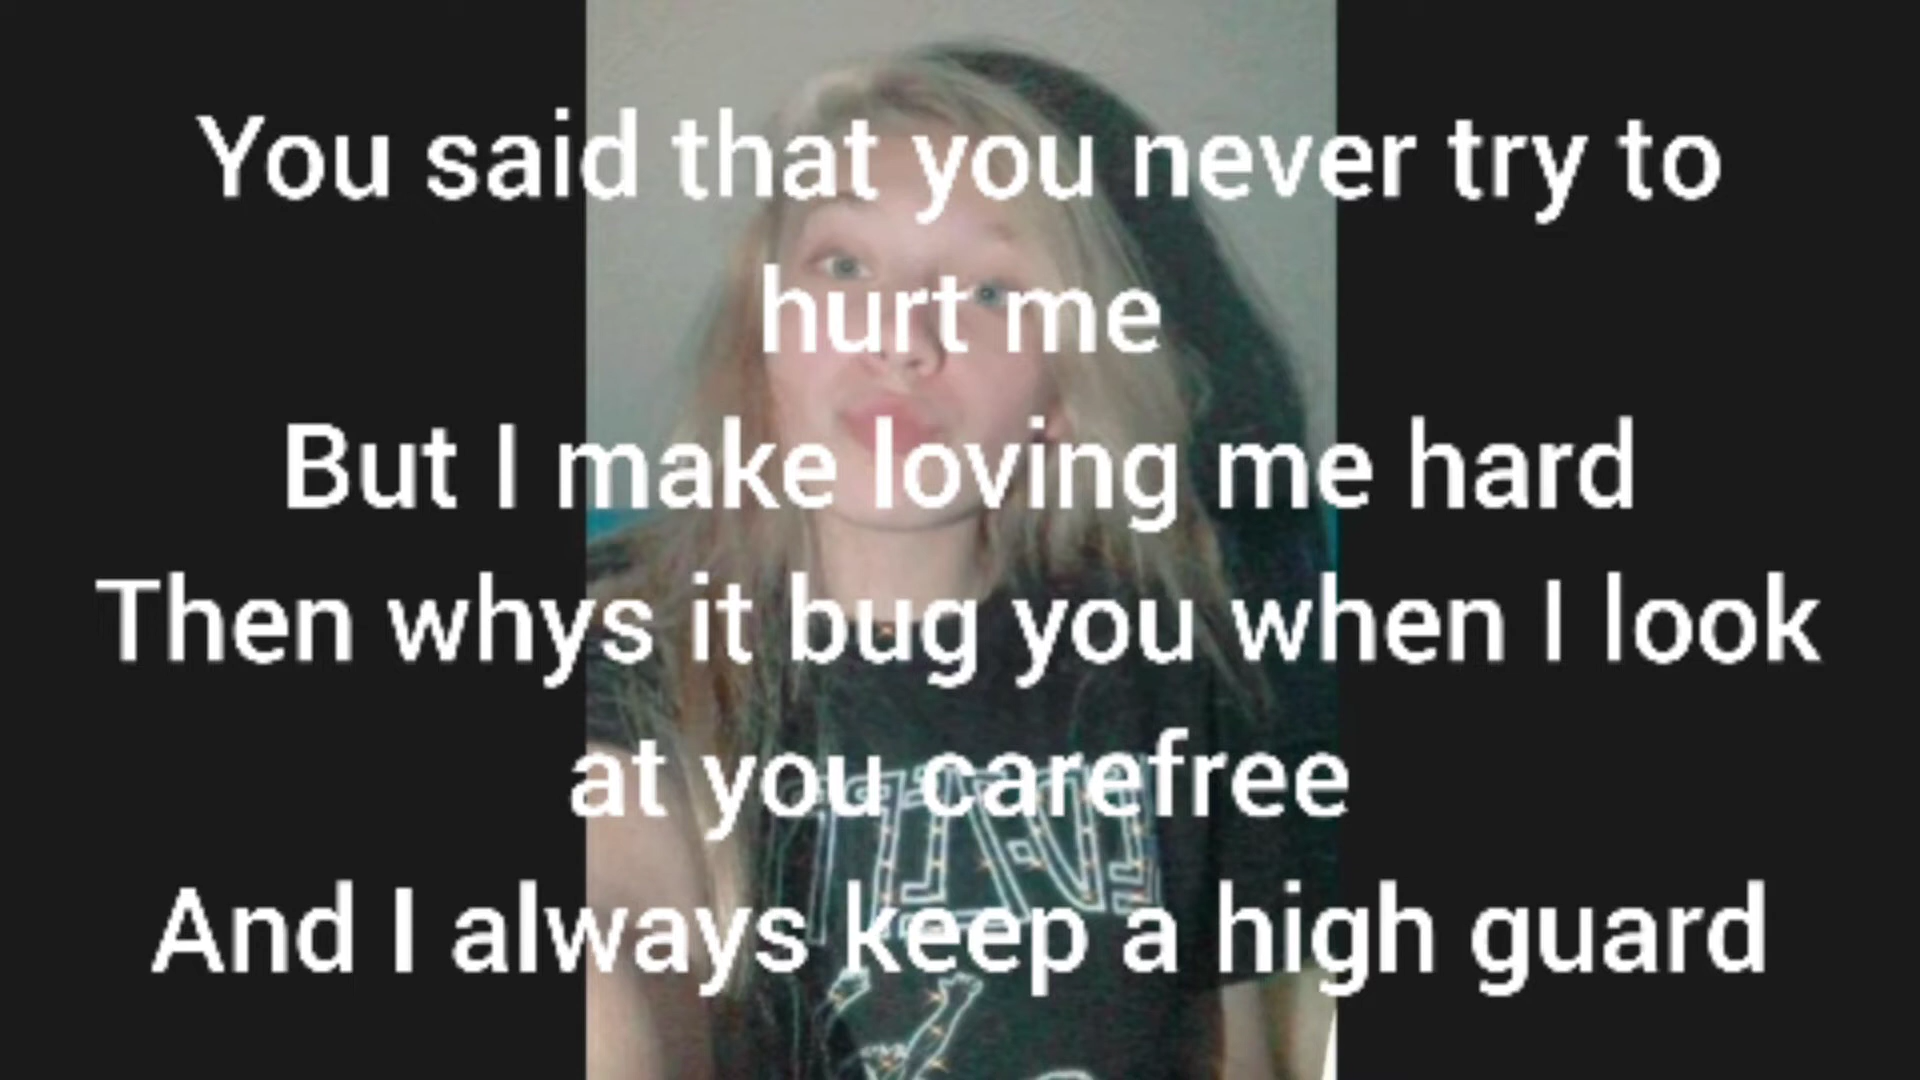 You said that you never try to
hurt me
But I make loving me hard
Then whys it bug you when I look
at you carefree
And I always keep a high guard